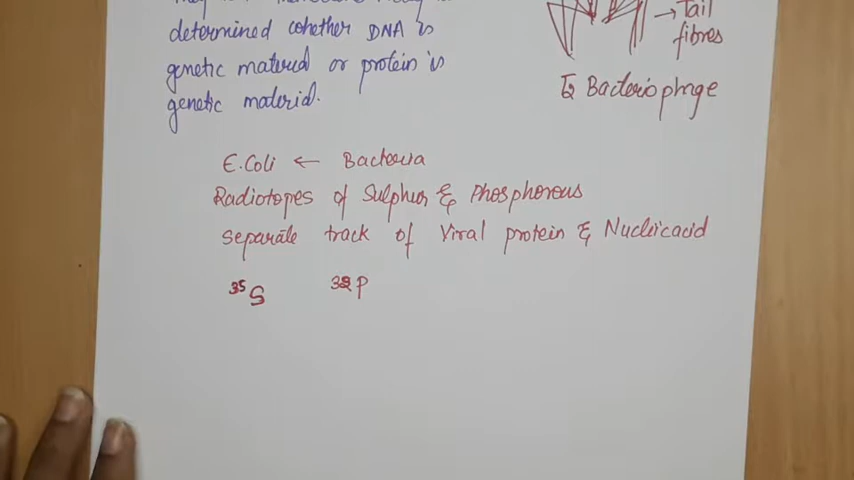 determined whether DNA is
genetic material or protein is
genetic material.
→ Tail
fibres
T2 Bacteriophage
E.Coli ← Bacteria
Radiotopes of Sulphur & Phosphorous
separate track of Viral protein & Nucleicacid
35S 32P